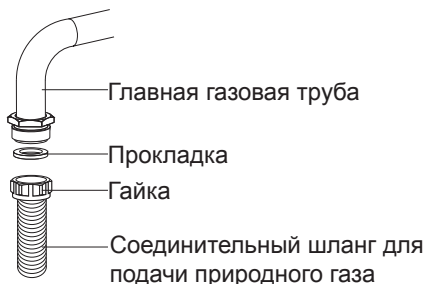 Главная газовая труба
Прокладка
Гайка
Соединительный шланг для
подачи природного газа